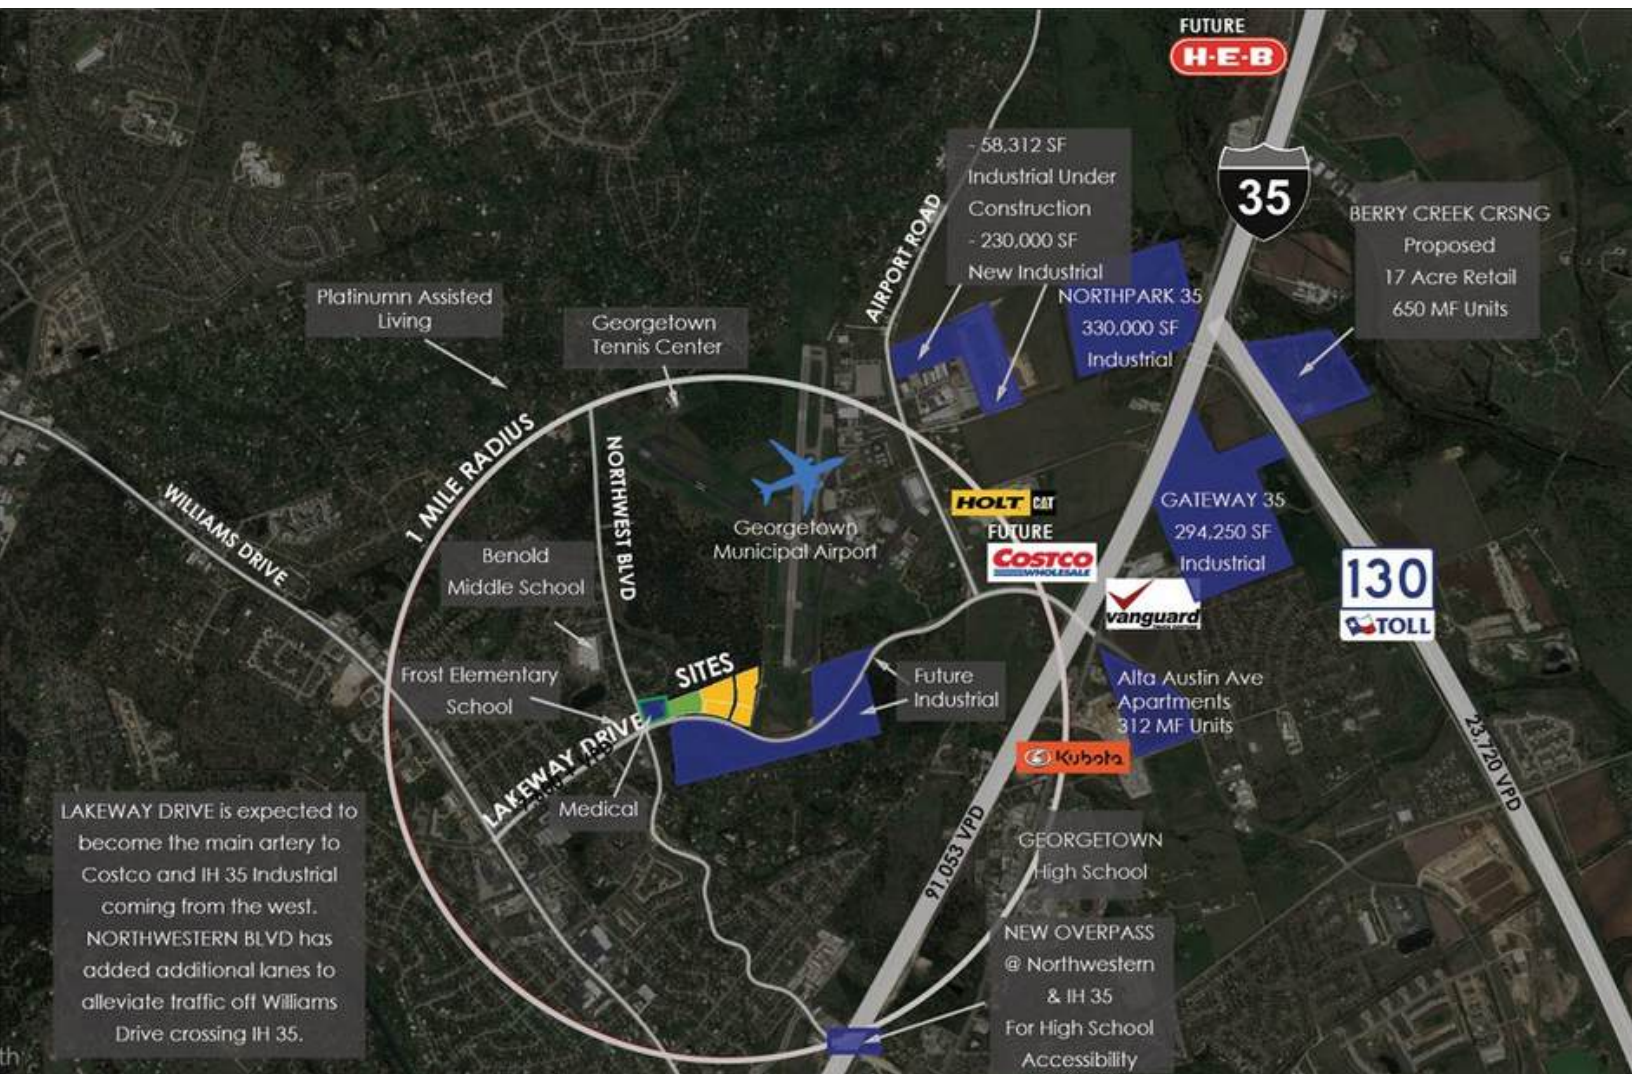 FUTURE
H-E-B
- 58,312 SF
Industrial Under
Construction
- 230,000 SF
New Industrial
35
BERRY CREEK CRSNG
Proposed
17 Acre Retail
650 MF Units
AIRPORT ROAD
NORTHPARK 35
330,000 SF
Industrial
Platinumn Assisted
Living
Georgetown
Tennis Center
1 MILE RADIUS
NORTHWEST BLVD
WILLIAMS DRIVE
Georgetown
Municipal Airport
HOLT CAT
FUTURE
COSTCO
WHOLESALE
GATEWAY 35
294,250 SF
Industrial
130
TOLL
vanguard
Benold
Middle School
Frost Elementary
School
SITES
Future
Industrial
Alta Austin Ave
Apartments
312 MF Units
LAKEWAY DRIVE
Medical
Kubota
23,720 VPD
91,053 VPD
GEORGETOWN
High School
LAKEWAY DRIVE is expected to
become the main artery to
Costco and IH 35 Industrial
coming from the west.
NORTHWESTERN BLVD has
added additional lanes to
alleviate traffic off Williams
Drive crossing IH 35.
NEW OVERPASS
@ Northwestern
& IH 35
For High School
Accessibility